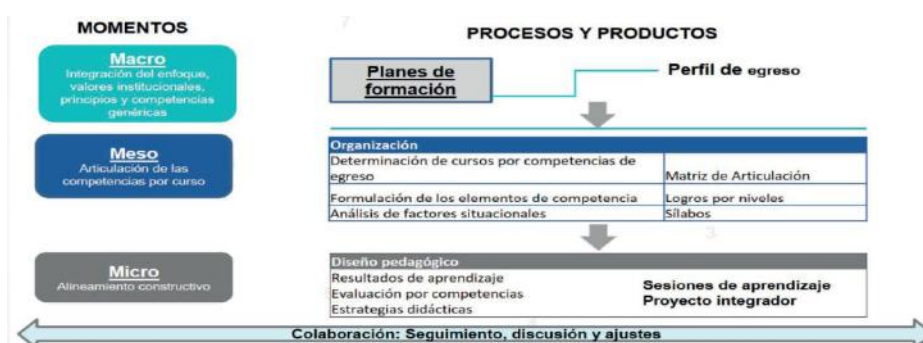 MOMENTOS
PROCESOS Y PRODUCTOS
Macro
Integración del enfoque,
valores institucionales,
principios y competencias
genéricas
Planes de
formación
Perfil de egreso
Meso
Articulación de las
competencias por curso
Organización
Determinación de cursos por competencias de
egreso
Matriz de Articulación
Formulación de los elementos de competencia
Logros por niveles
Análisis de factores situacionales
Sílabos
Micro
Alineamiento constructivo
Diseño pedagógico
Resultados de aprendizaje
Evaluación por competencias
Estrategias didácticas
Sesiones de aprendizaje
Proyecto integrador
Colaboración: Seguimiento, discusión y ajustes